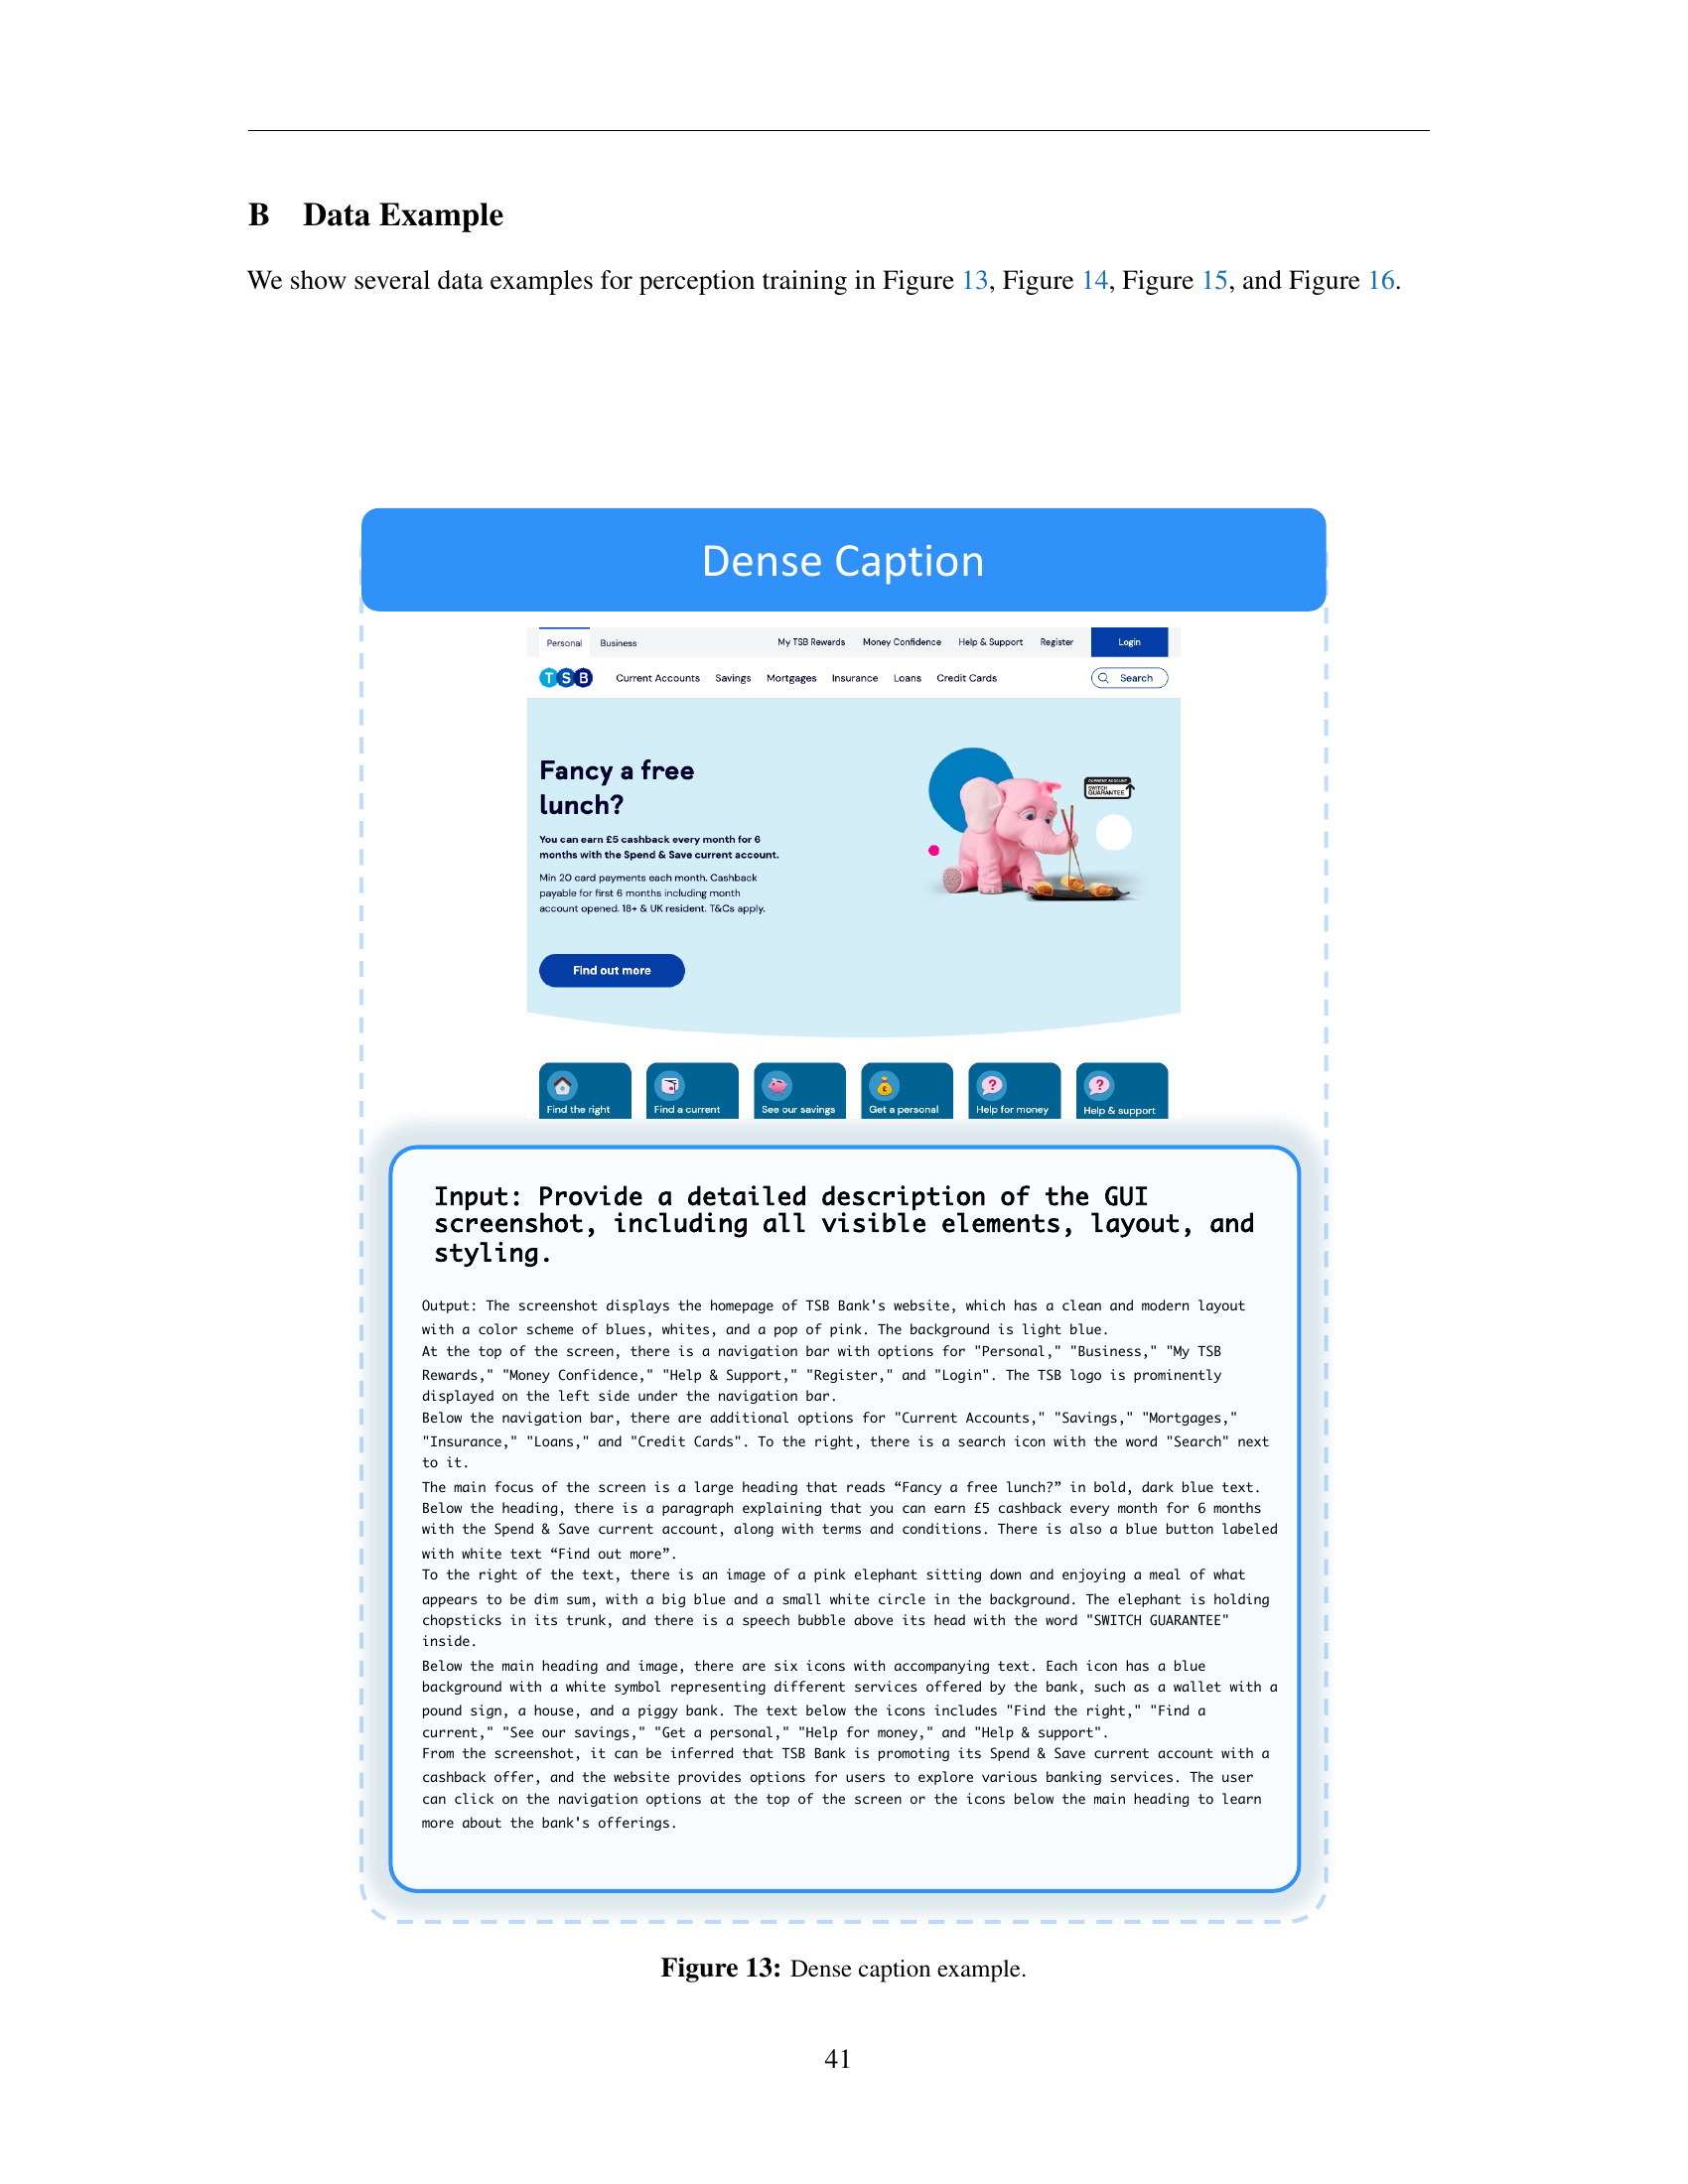 B Data Example
We show several data examples for perception training in Figure 13, Figure 14, Figure 15, and Figure 16.
Dense Caption
Personal Business My TSB Rewards Money Confidence Help & Support Register Login
TSB Current Accounts Savings Mortgages Insurance Loans Credit Cards Search
Fancy a free
lunch?
You can earn £5 cashback every month for 6
months with the Spend & Save current account.
Min 20 card payments each month. Cashback
payable for first 6 months including month
account opened. 18+ & UK resident. T&Cs apply.
CURRENT ACCOUNT
SWITCH
GUARANTEE
Find out more
Find the right Find a current See our savings Get a personal Help for money Help & support
Input: Provide a detailed description of the GUI
screenshot, including all visible elements, layout, and
styling.
Output: The screenshot displays the homepage of TSB Bank's website, which has a clean and modern layout
with a color scheme of blues, whites, and a pop of pink. The background is light blue.
At the top of the screen, there is a navigation bar with options for "Personal," "Business," "My TSB
Rewards," "Money Confidence," "Help & Support," "Register," and "Login". The TSB logo is prominently
displayed on the left side under the navigation bar.
Below the navigation bar, there are additional options for "Current Accounts," "Savings," "Mortgages,"
"Insurance," "Loans," and "Credit Cards". To the right, there is a search icon with the word "Search" next
to it.
The main focus of the screen is a large heading that reads “Fancy a free lunch?” in bold, dark blue text.
Below the heading, there is a paragraph explaining that you can earn £5 cashback every month for 6 months
with the Spend & Save current account, along with terms and conditions. There is also a blue button labeled
with white text “Find out more”.
To the right of the text, there is an image of a pink elephant sitting down and enjoying a meal of what
appears to be dim sum, with a big blue and a small white circle in the background. The elephant is holding
chopsticks in its trunk, and there is a speech bubble above its head with the word "SWITCH GUARANTEE"
inside.
Below the main heading and image, there are six icons with accompanying text. Each icon has a blue
background with a white symbol representing different services offered by the bank, such as a wallet with a
pound sign, a house, and a piggy bank. The text below the icons includes "Find the right," "Find a
current," "See our savings," "Get a personal," "Help for money," and "Help & support".
From the screenshot, it can be inferred that TSB Bank is promoting its Spend & Save current account with a
cashback offer, and the website provides options for users to explore various banking services. The user
can click on the navigation options at the top of the screen or the icons below the main heading to learn
more about the bank's offerings.
Figure 13: Dense caption example.
41